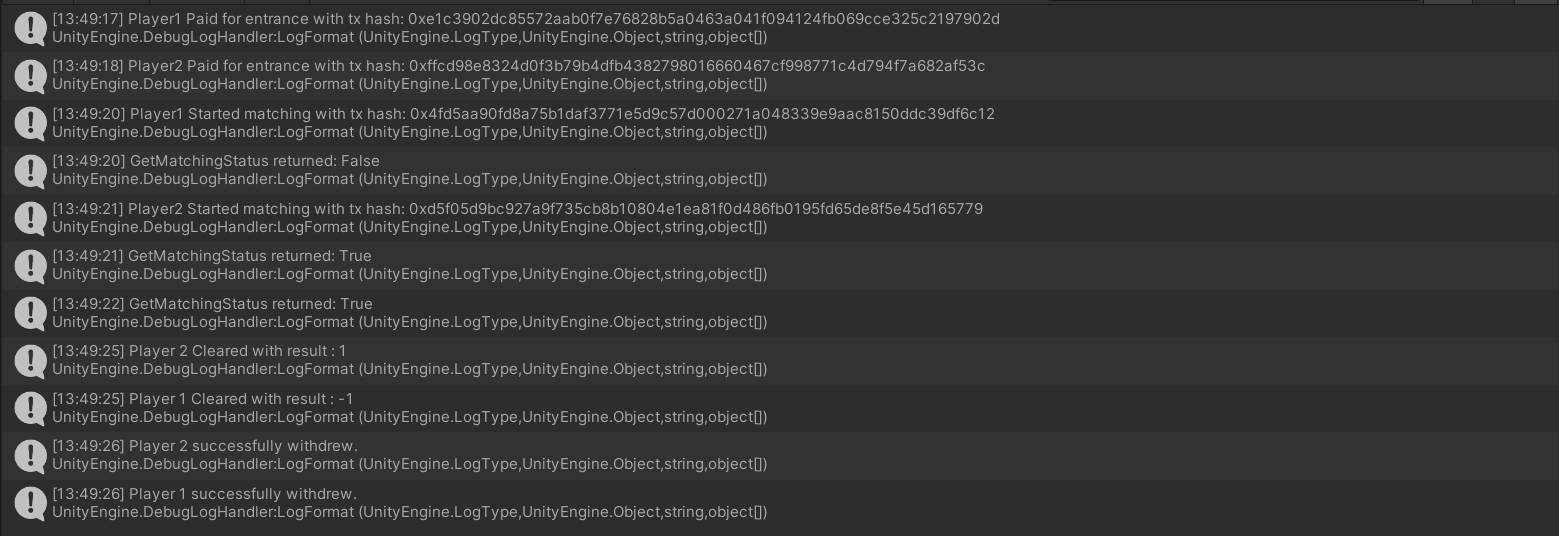 [13:49:17] Player1 Paid for entrance with tx hash: 0xe1c3902dc85572aab0f7e76828b5a0463a041f094124fb069cce325c2197902d
UnityEngine.DebugLogHandler:LogFormat (UnityEngine.LogType,UnityEngine.Object,string,object[])
[13:49:18] Player2 Paid for entrance with tx hash: 0xffcd98e8324d0f3b79b4dfb4382798016660467cf998771c4d794f7a682af53c
UnityEngine.DebugLogHandler:LogFormat (UnityEngine.LogType,UnityEngine.Object,string,object[])
[13:49:20] Player1 Started matching with tx hash: 0x4fd5aa90fd8a75b1daf3771e5d9c57d000271a048339e9aac8150ddc39df6c12
UnityEngine.DebugLogHandler:LogFormat (UnityEngine.LogType,UnityEngine.Object,string,object[])
[13:49:20] GetMatchingStatus returned: False
UnityEngine.DebugLogHandler:LogFormat (UnityEngine.LogType,UnityEngine.Object,string,object[])
[13:49:21] Player2 Started matching with tx hash: 0xd5f05d9bc927a9f735cb8b10804e1ea81f0d486fb0195fd65de8f5e45d165779
UnityEngine.DebugLogHandler:LogFormat (UnityEngine.LogType,UnityEngine.Object,string,object[])
[13:49:21] GetMatchingStatus returned: True
UnityEngine.DebugLogHandler:LogFormat (UnityEngine.LogType,UnityEngine.Object,string,object[])
[13:49:22] GetMatchingStatus returned: True
UnityEngine.DebugLogHandler:LogFormat (UnityEngine.LogType,UnityEngine.Object,string,object[])
[13:49:25] Player 2 Cleared with result : 1
UnityEngine.DebugLogHandler:LogFormat (UnityEngine.LogType,UnityEngine.Object,string,object[])
[13:49:25] Player 1 Cleared with result : -1
UnityEngine.DebugLogHandler:LogFormat (UnityEngine.LogType,UnityEngine.Object,string,object[])
[13:49:26] Player 2 successfully withdrew.
UnityEngine.DebugLogHandler:LogFormat (UnityEngine.LogType,UnityEngine.Object,string,object[])
[13:49:26] Player 1 successfully withdrew.
UnityEngine.DebugLogHandler:LogFormat (UnityEngine.LogType,UnityEngine.Object,string,object[])